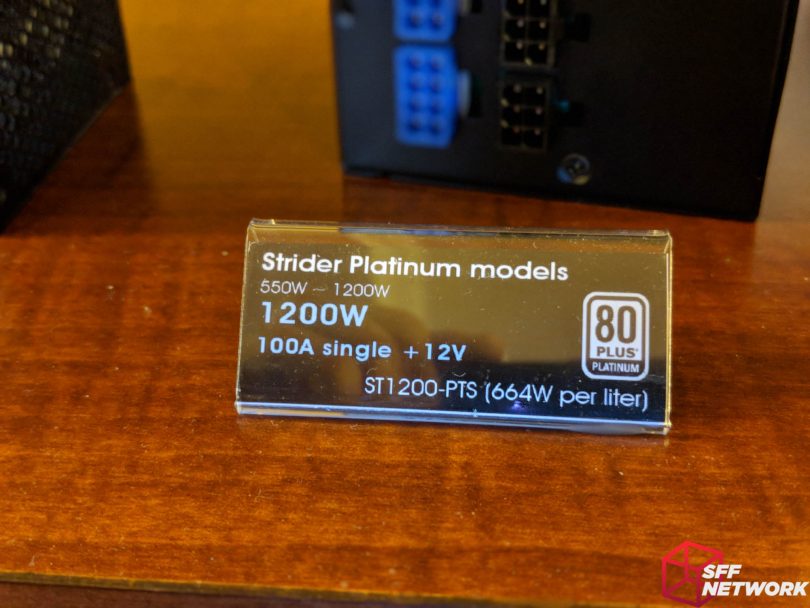 Strider Platinum models
550W – 1200W
1200W
100A single +12V
80
PLUS®
PLATINUM
ST1200-PTS (664W per liter)
SFF
NETWORK